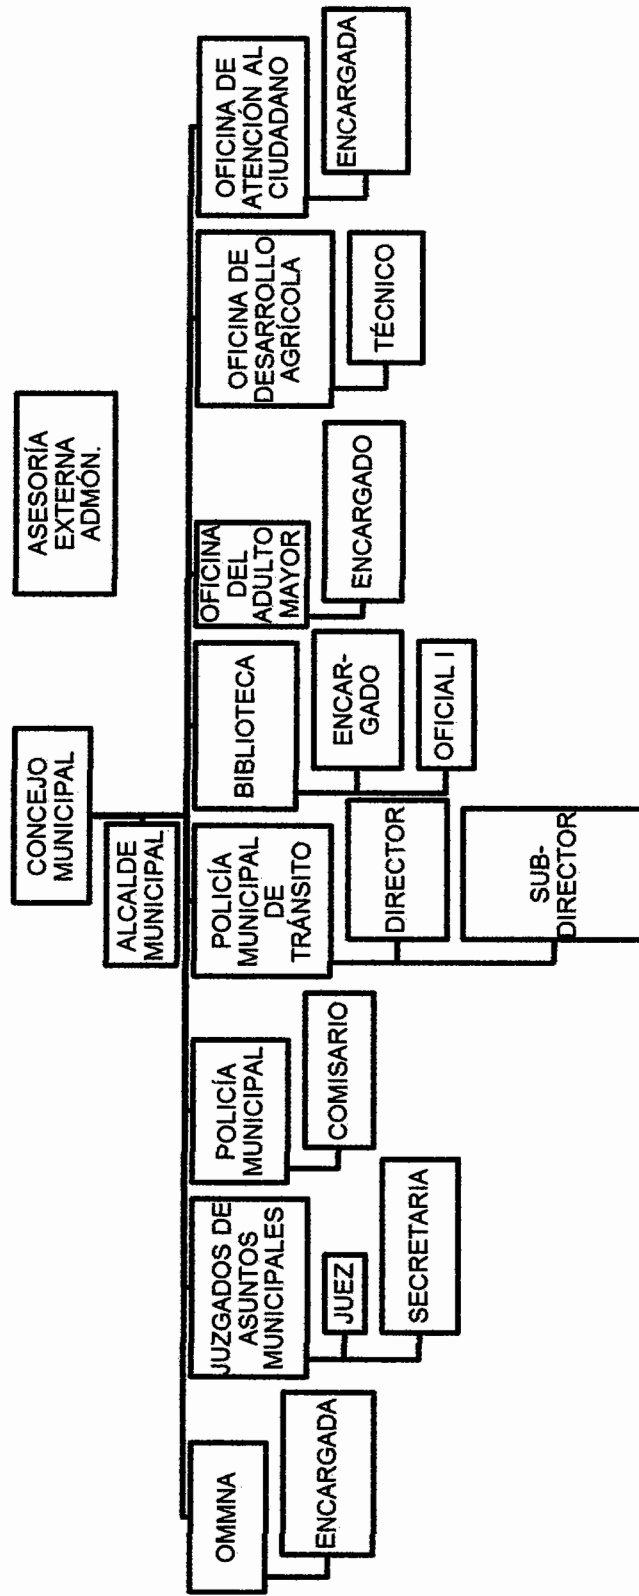 CONCEJO
MUNICIPAL
ASESORÍA
EXTERNA
ADMÓN.
ALCALDE
MUNICIPAL
OMMNA
ENCARGADA
JUZGADOS DE
ASUNTOS
MUNICIPALES
JUEZ
SECRETARIA
POLICÍA
MUNICIPAL
COMISARIO
POLICÍA
MUNICIPAL
DE
TRÁNSITO
DIRECTOR
SUB-
DIRECTOR
BIBLIOTECA
ENCAR-
GADO
OFICIAL I
OFICINA
DEL
ADULTO
MAYOR
ENCARGADO
OFICINA DE
DESARROLLO
AGRÍCOLA
TÉCNICO
OFICINA DE
ATENCIÓN AL
CIUDADANO
ENCARGADA